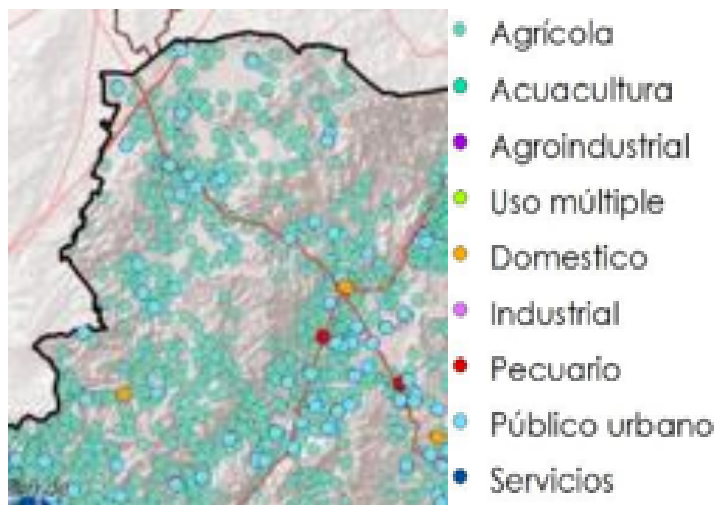 Agrícola
Acuacultura
Agroindustrial
Uso múltiple
Domestico
Industrial
Pecuario
Público urbano
Servicios